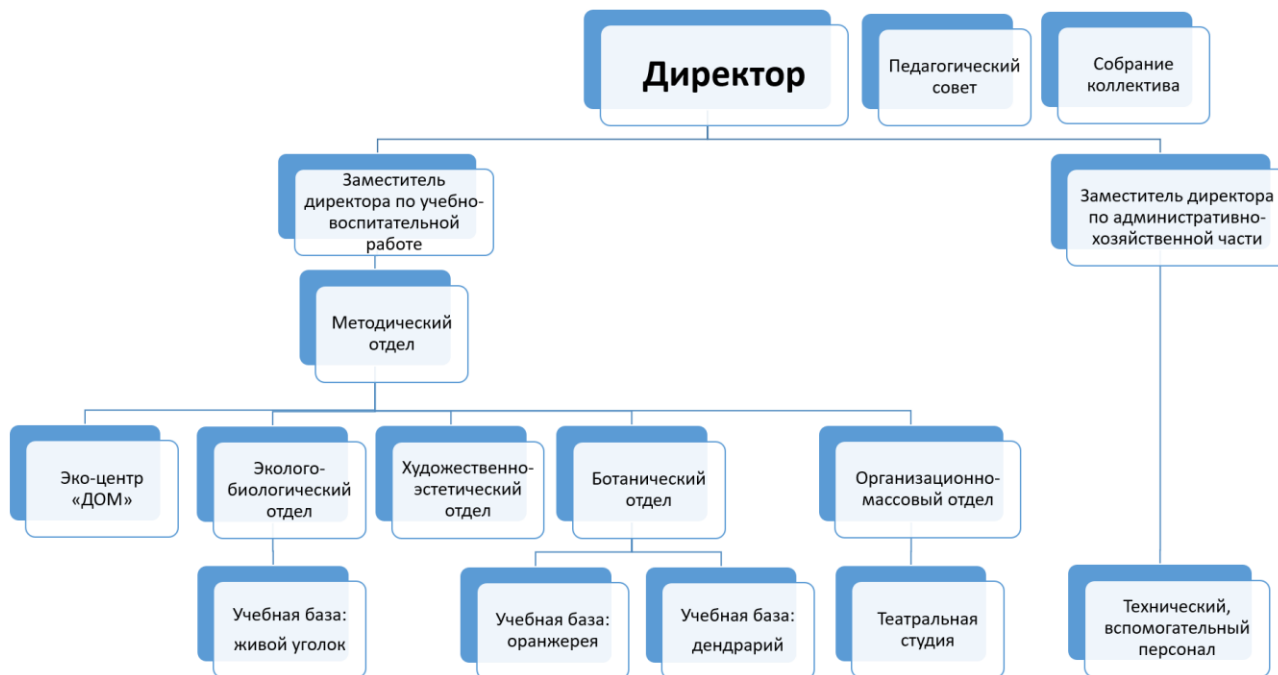 Директор
Педагогический
совет
Собрание
коллектива
Заместитель
директора по учебно-
воспитательной
работе
Заместитель директора
по административно-
хозяйственной части
Методический
отдел
Эко-центр
«ДОМ»
Эколого-
биологический
отдел
Художественно-
эстетический
отдел
Ботанический
отдел
Организационно-
массовый отдел
Учебная база:
живой уголок
Учебная база:
оранжерея
Учебная база:
дендрарий
Театральная
студия
Технический,
вспомогательный
персонал